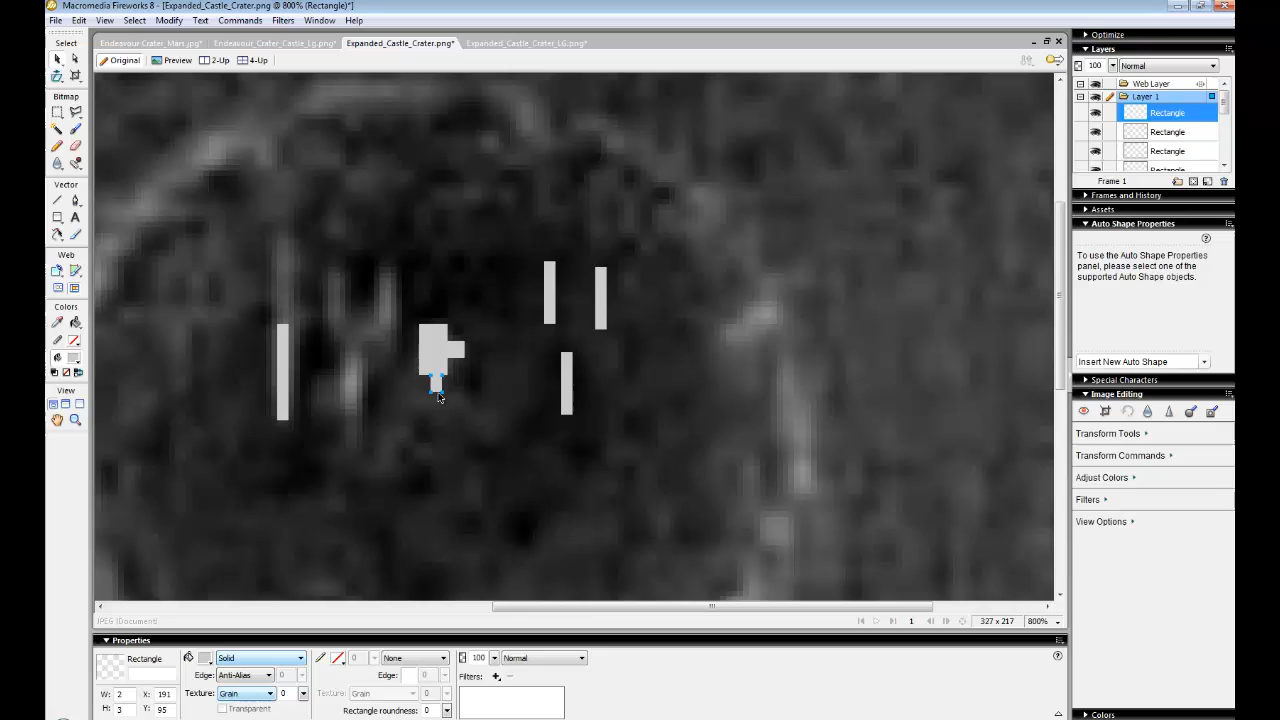 Macromedia Fireworks 8 - [Expanded_Castle_Crater.png @ 800% (Rectangle)*]
File Edit View Select Modify Text Commands Filters Window Help
Select
Endeavour Crater_Mars.jpg* Endeavour_Crater_Castle_Lg.png* Expanded_Castle_Crater.png* Expanded_Castle_Crater_LG.png*
Original Preview 2-Up 4-Up
Bitmap
Vector
A
Web
Colors
View
Optimize
Layers
100 Normal
Web Layer
Layer 1
Rectangle
Rectangle
Rectangle
Frame 1
Frames and History
Assets
Auto Shape Properties
To use the Auto Shape Properties
panel, please select one of the
supported Auto Shape objects.
Insert New Auto Shape
Special Characters
Image Editing
Transform Tools
Transform Commands
Adjust Colors
Filters
View Options
JPEG (Document) 1 327 x 217 800%
Properties
Rectangle Solid 0 None 100 Normal
Edge: Anti-Alias 0 Edge: 0 Filters:
W: 2 X: 191 Texture: Grain 0 Texture: Grain 0
H: 3 Y: 95 Transparent Rectangle roundness: 0
Colors